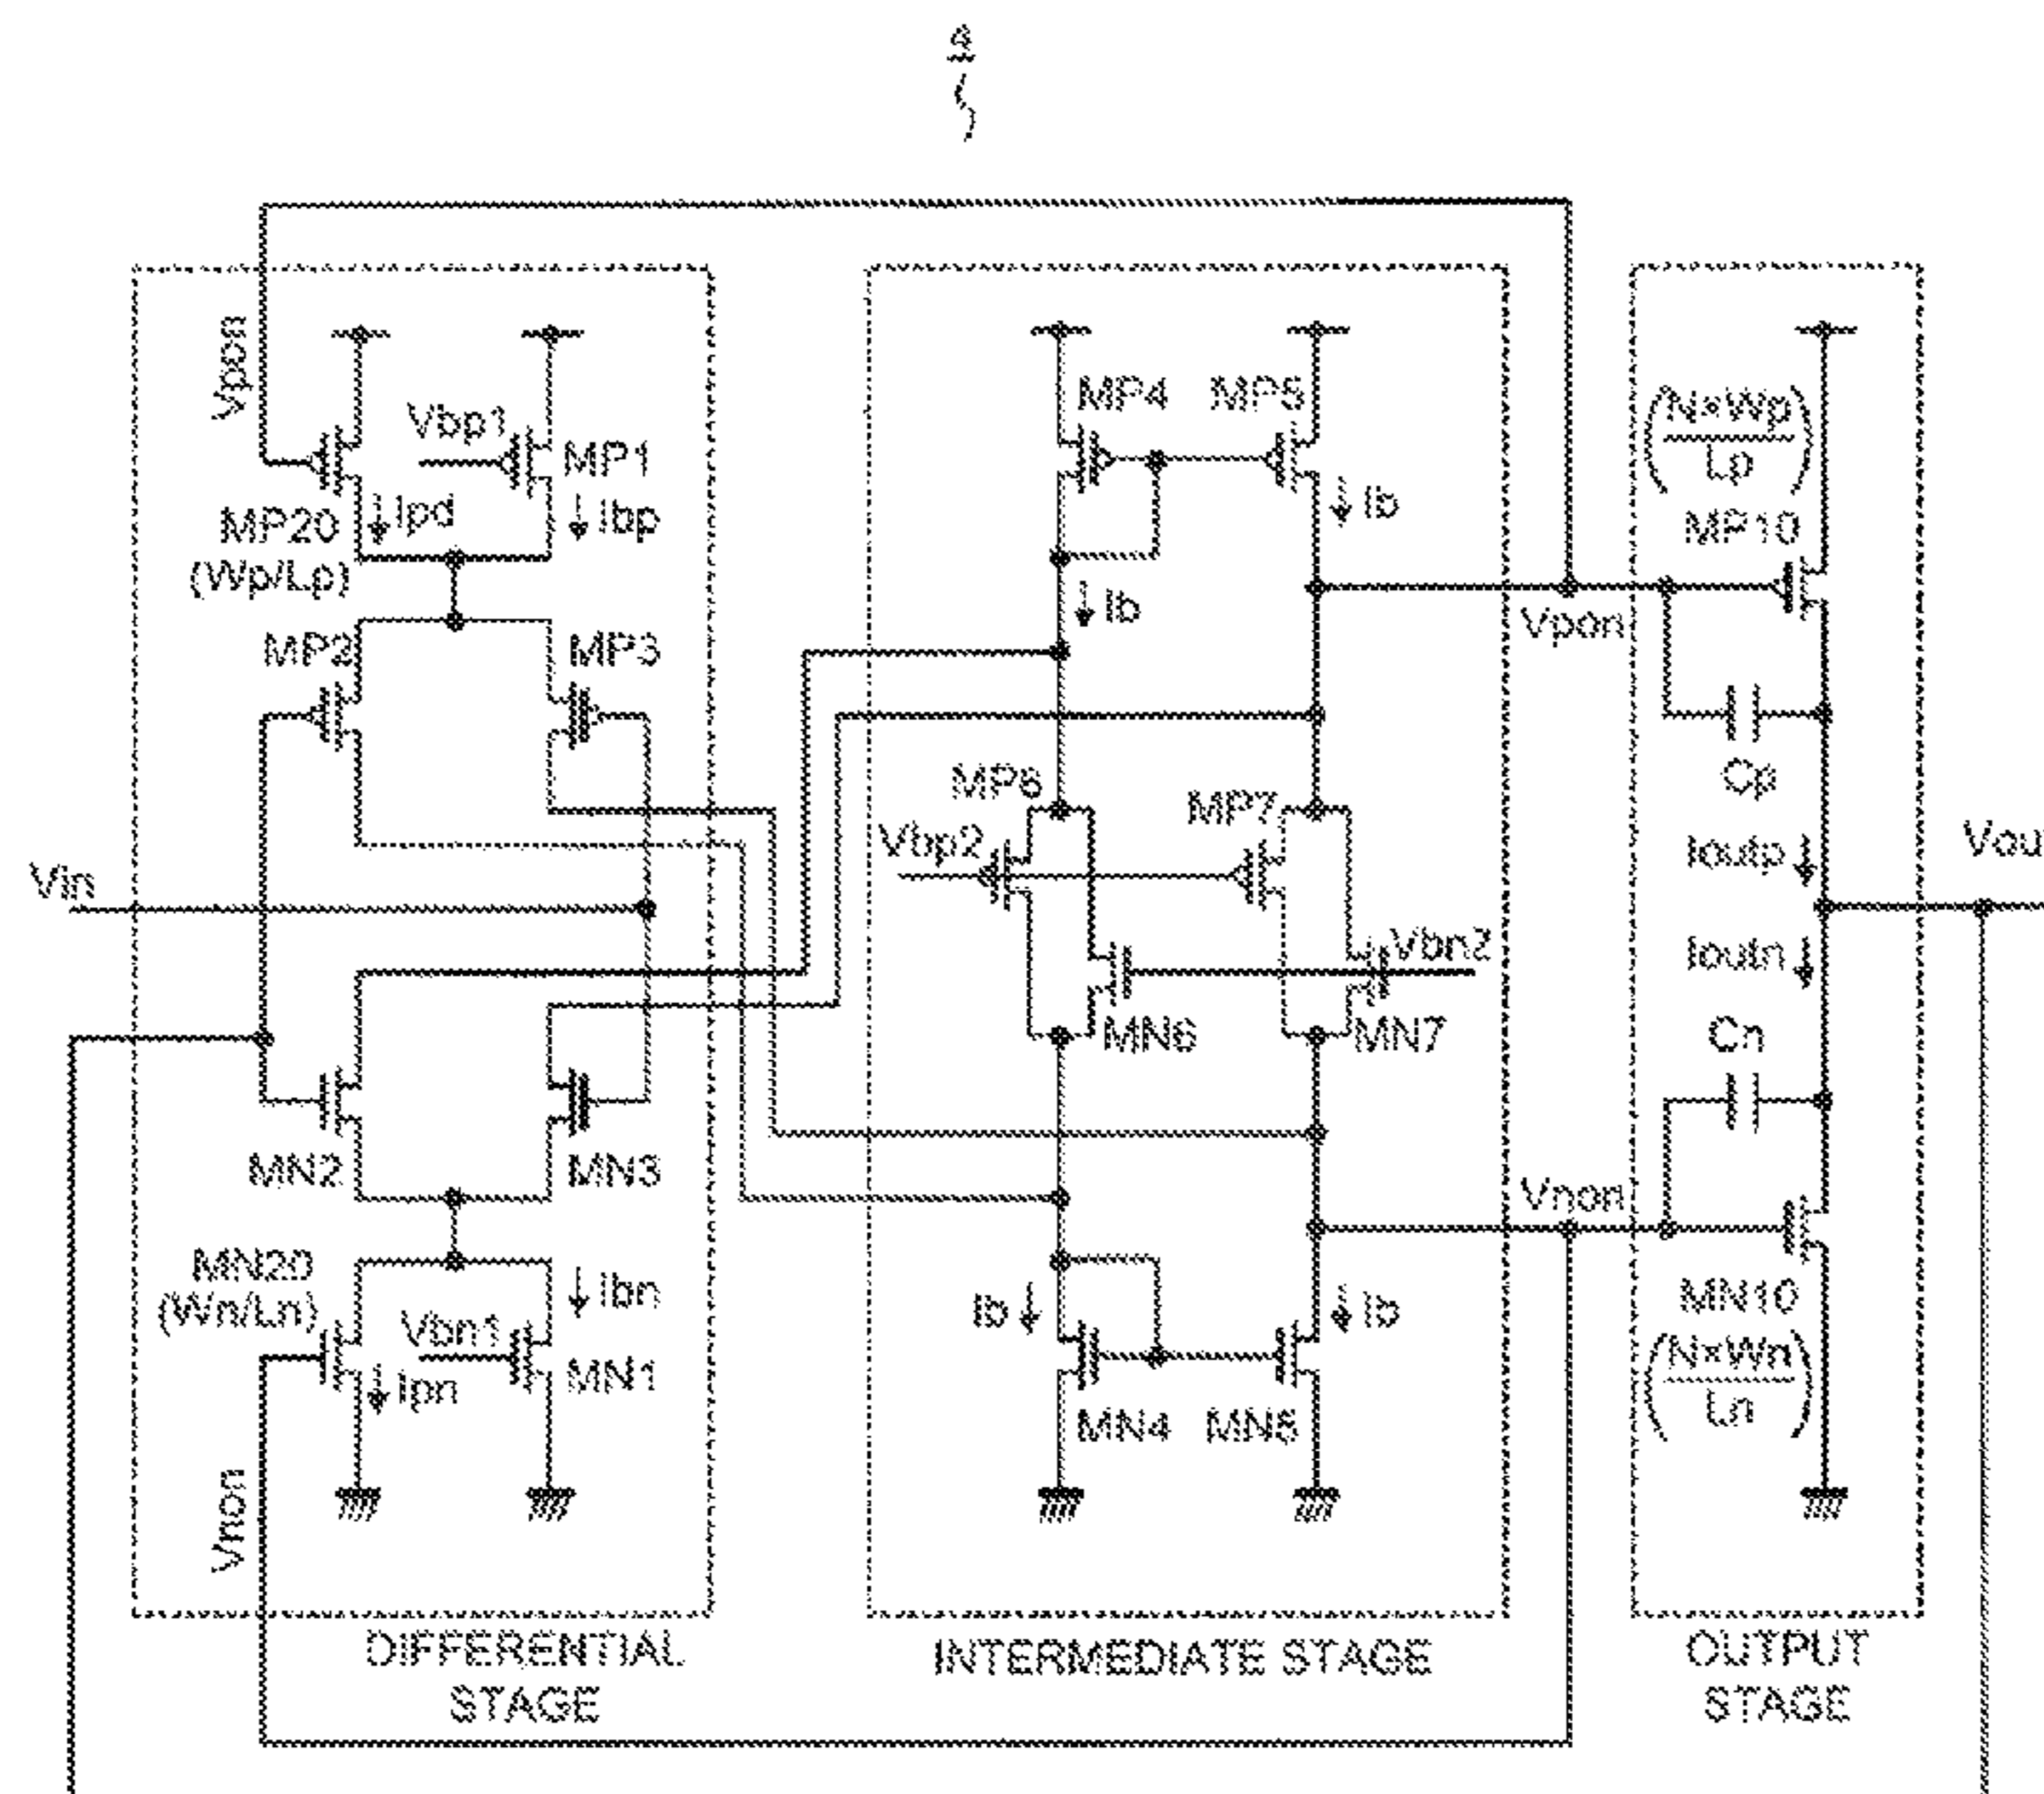 4
Vpon
Vbp1
MP1
MP20
(Wp/Lp)
Ipd
Ibp
MP2
MP3
Vin
MN2
MN3
MN20
(Wn/Ln)
Ibn
Vbn1
MN1
Ipn
Vnon
DIFFERENTIAL
STAGE
MP4
MP5
Ib
Ib
MP6
MP7
Vbp2
Vbn2
MN6
MN7
Ib
Ib
MN4
MN5
INTERMEDIATE STAGE
Vpon
Vnon
(N×Wp
Lp)
MP10
Cp
Ioutp
Vou
Ioutn
Cn
MN10
(N×Wn
Ln)
OUTPUT
STAGE